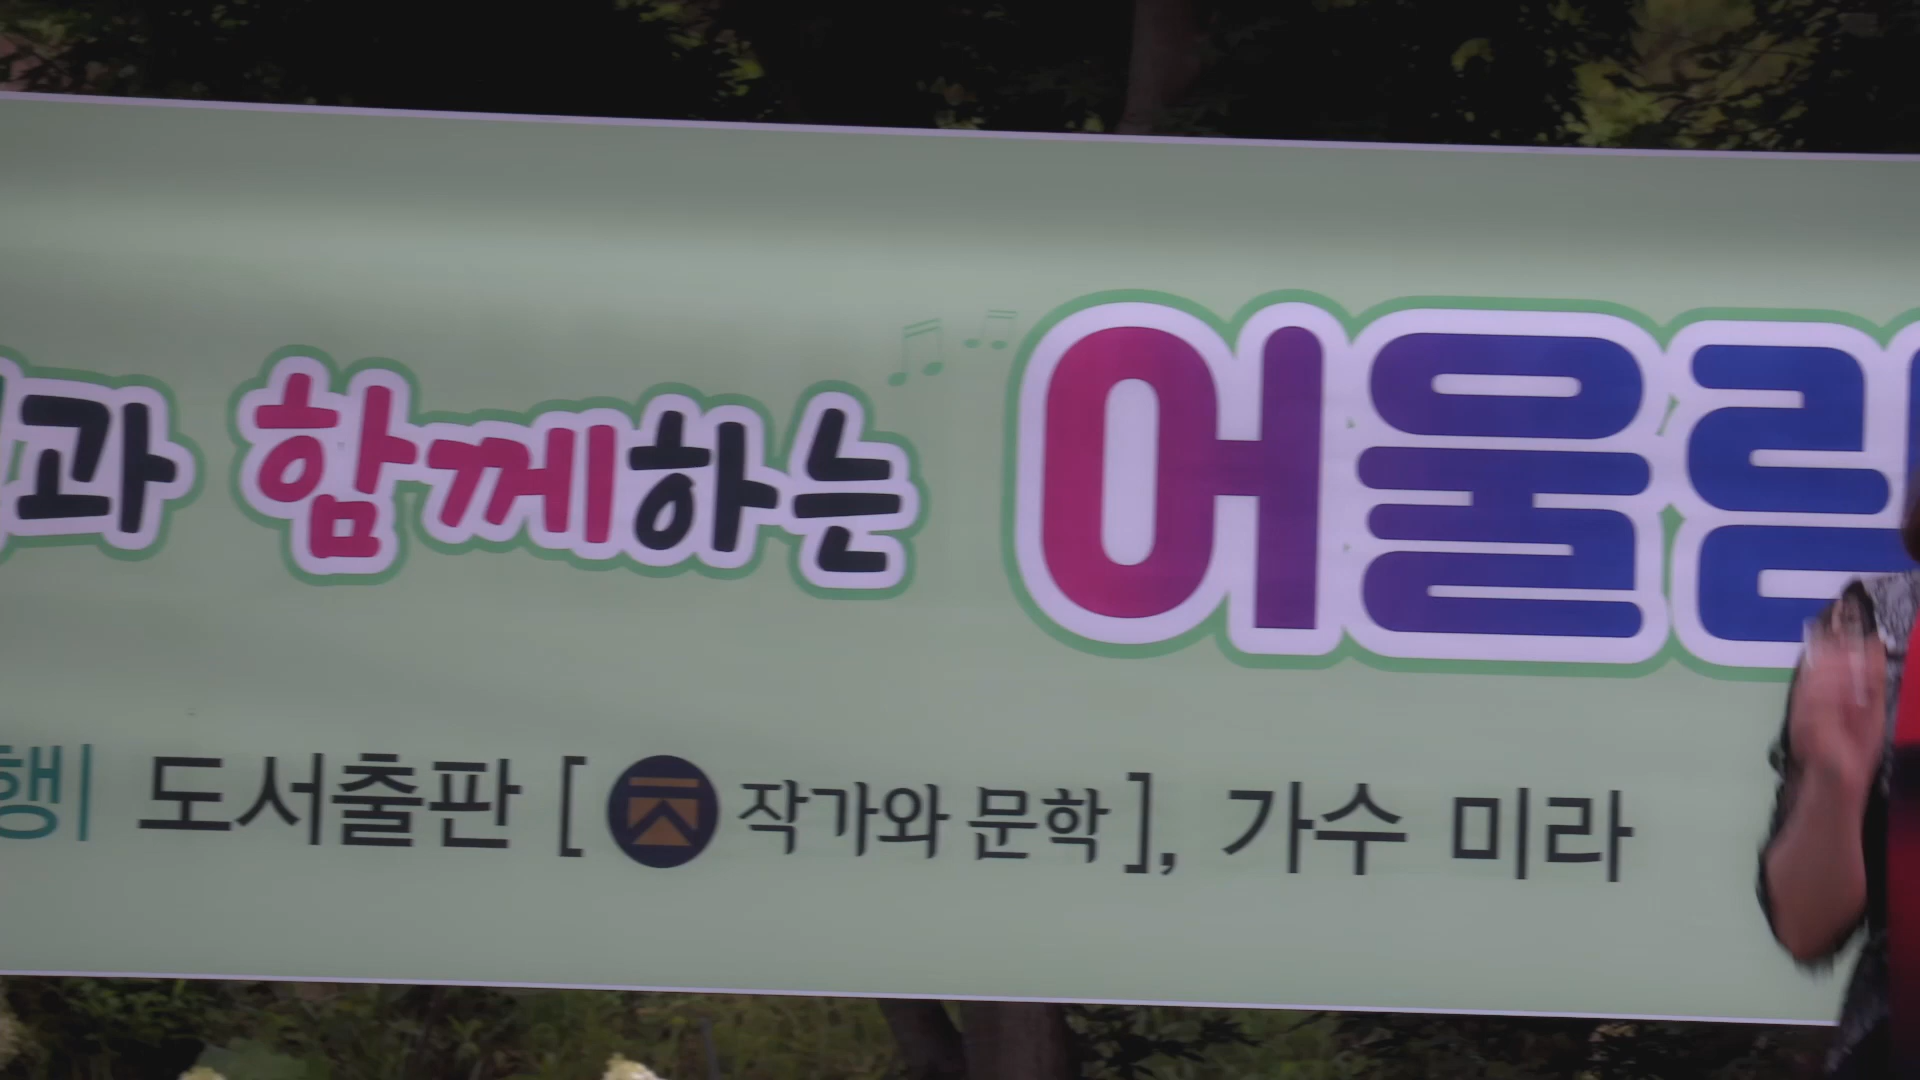 과 함께하는 어울림
행| 도서출판 [작가와 문학], 가수 미라